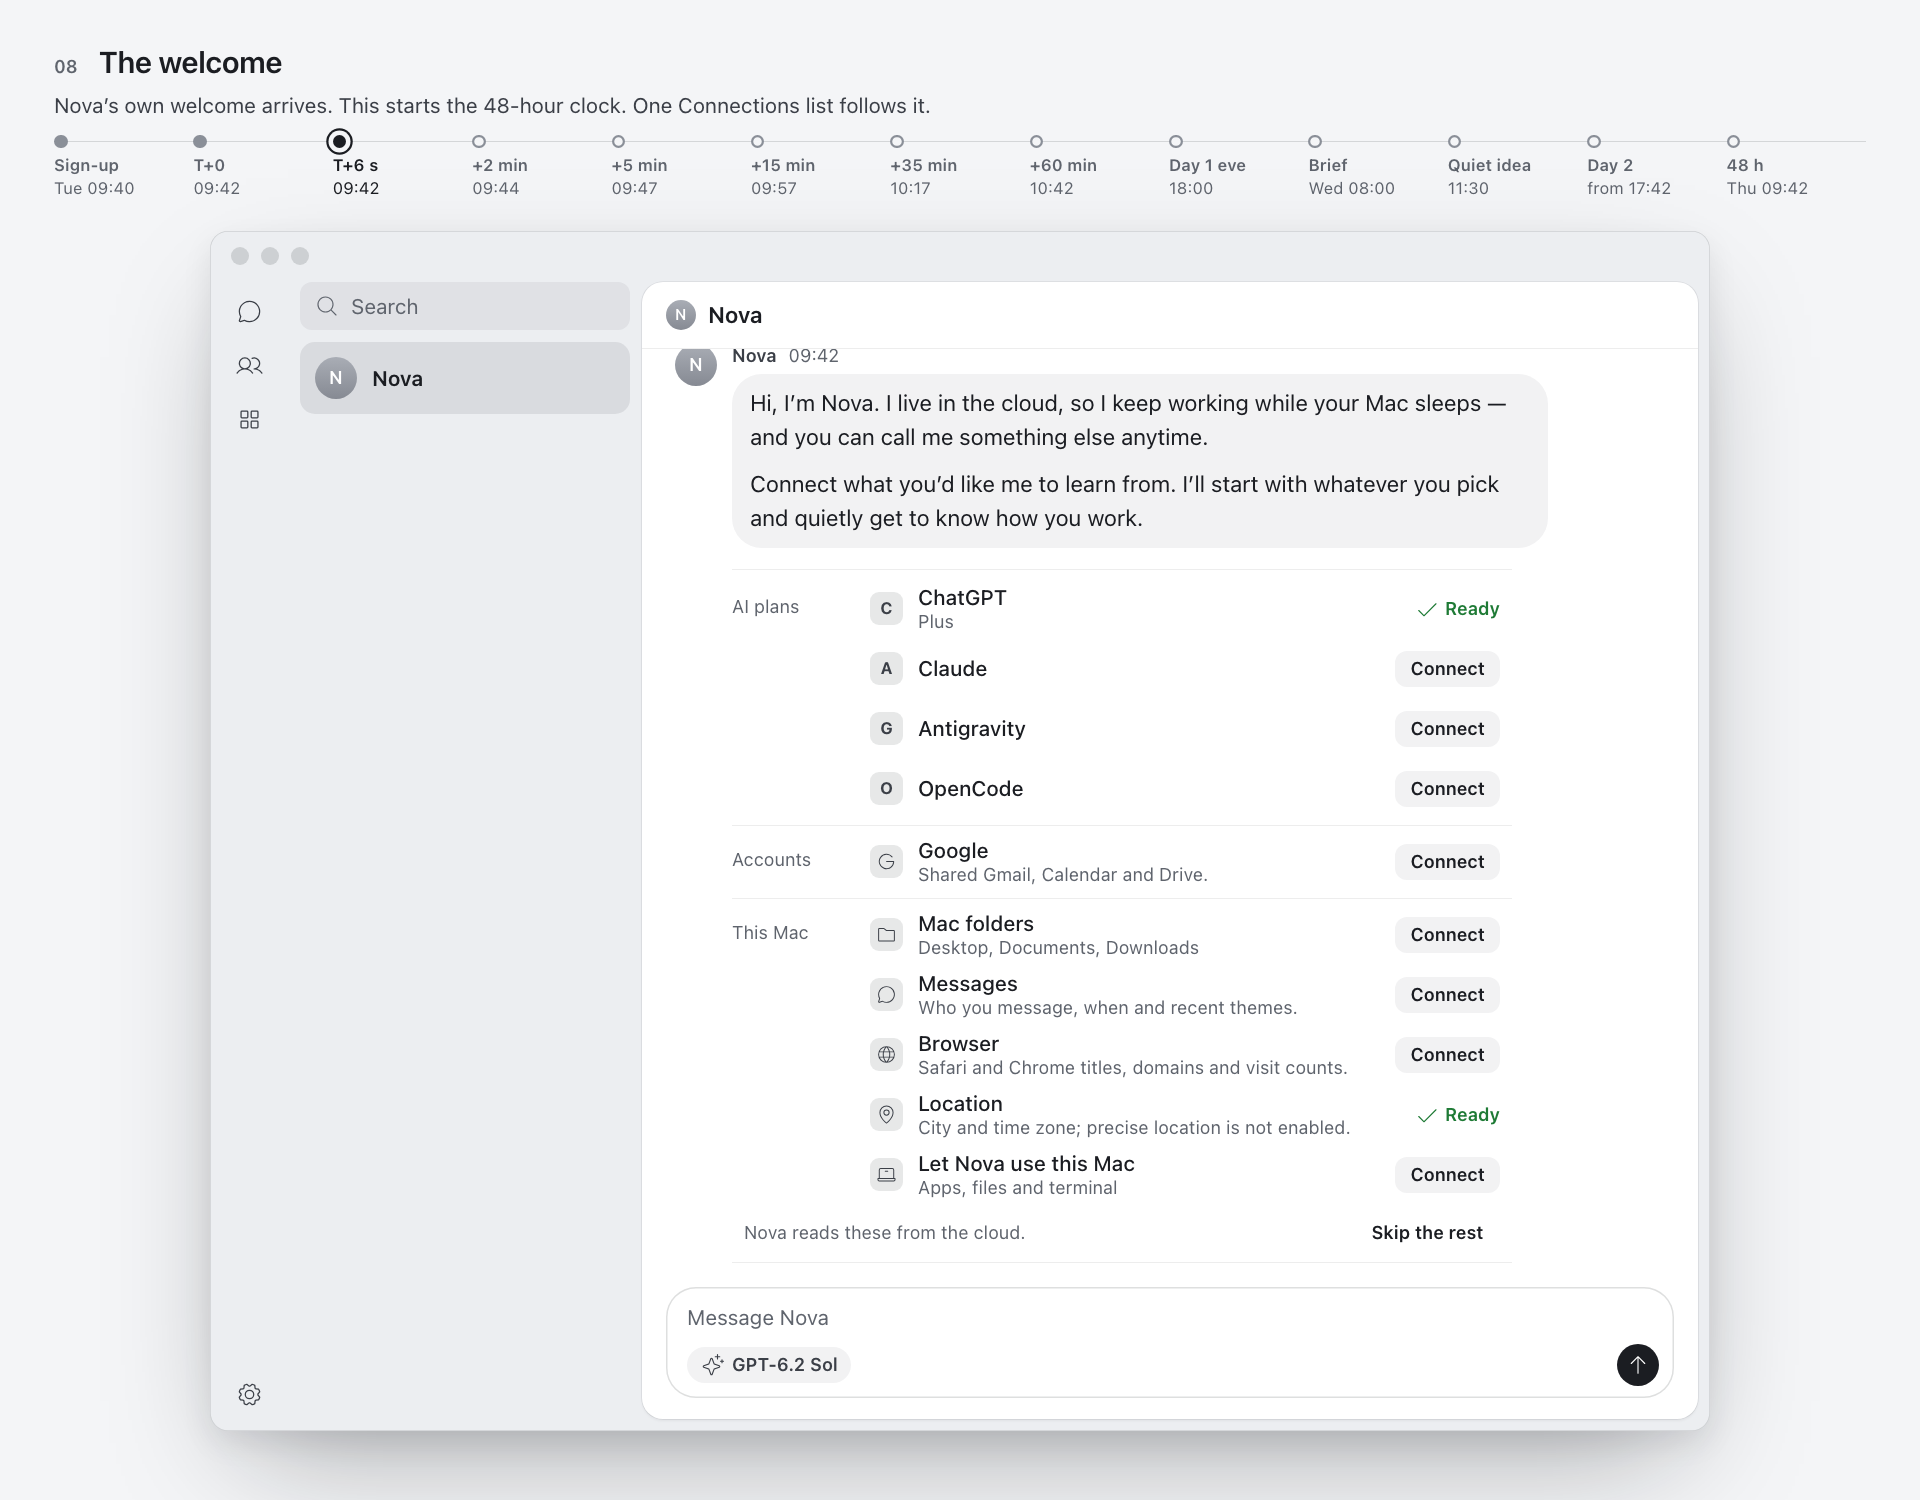 08 The welcome
Nova’s own welcome arrives. This starts the 48-hour clock. One Connections list follows it.
Sign-up T+0 T+6 s +2 min +5 min +15 min +35 min +60 min Day 1 eve Brief Quiet idea Day 2 48 h
Tue 09:40 09:42 09:42 09:44 09:47 09:57 10:17 10:42 18:00 Wed 08:00 11:30 from 17:42 Thu 09:42
Search
N Nova
N Nova
N Nova 09:42
Hi, I’m Nova. I live in the cloud, so I keep working while your Mac sleeps —
and you can call me something else anytime.
Connect what you’d like me to learn from. I’ll start with whatever you pick
and quietly get to know how you work.
AI plans C ChatGPT Ready
Plus
A Claude Connect
G Antigravity Connect
O OpenCode Connect
Accounts G Google Connect
Shared Gmail, Calendar and Drive.
This Mac Mac folders Connect
Desktop, Documents, Downloads
Messages Connect
Who you message, when and recent themes.
Browser Connect
Safari and Chrome titles, domains and visit counts.
Location Ready
City and time zone; precise location is not enabled.
Let Nova use this Mac Connect
Apps, files and terminal
Nova reads these from the cloud. Skip the rest
Message Nova
GPT-6.2 Sol